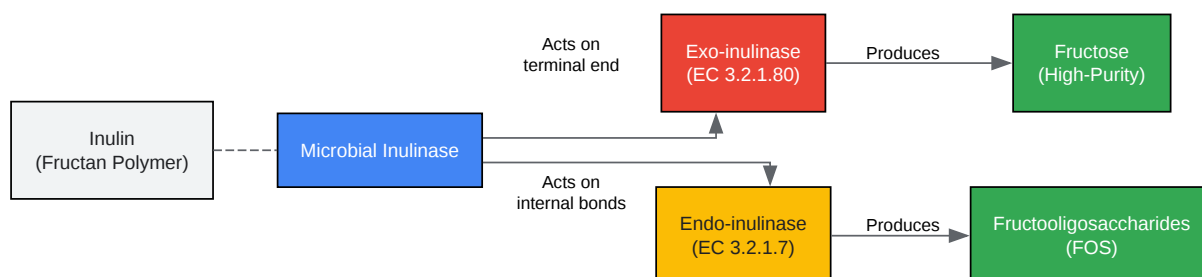 Inulin
(Fructan Polymer)
Microbial Inulinase
Acts on
terminal end
Exo-inulinase
(EC 3.2.1.80)
Produces
Fructose
(High-Purity)
Acts on
internal bonds
Endo-inulinase
(EC 3.2.1.7)
Produces
Fructooligosaccharides
(FOS)